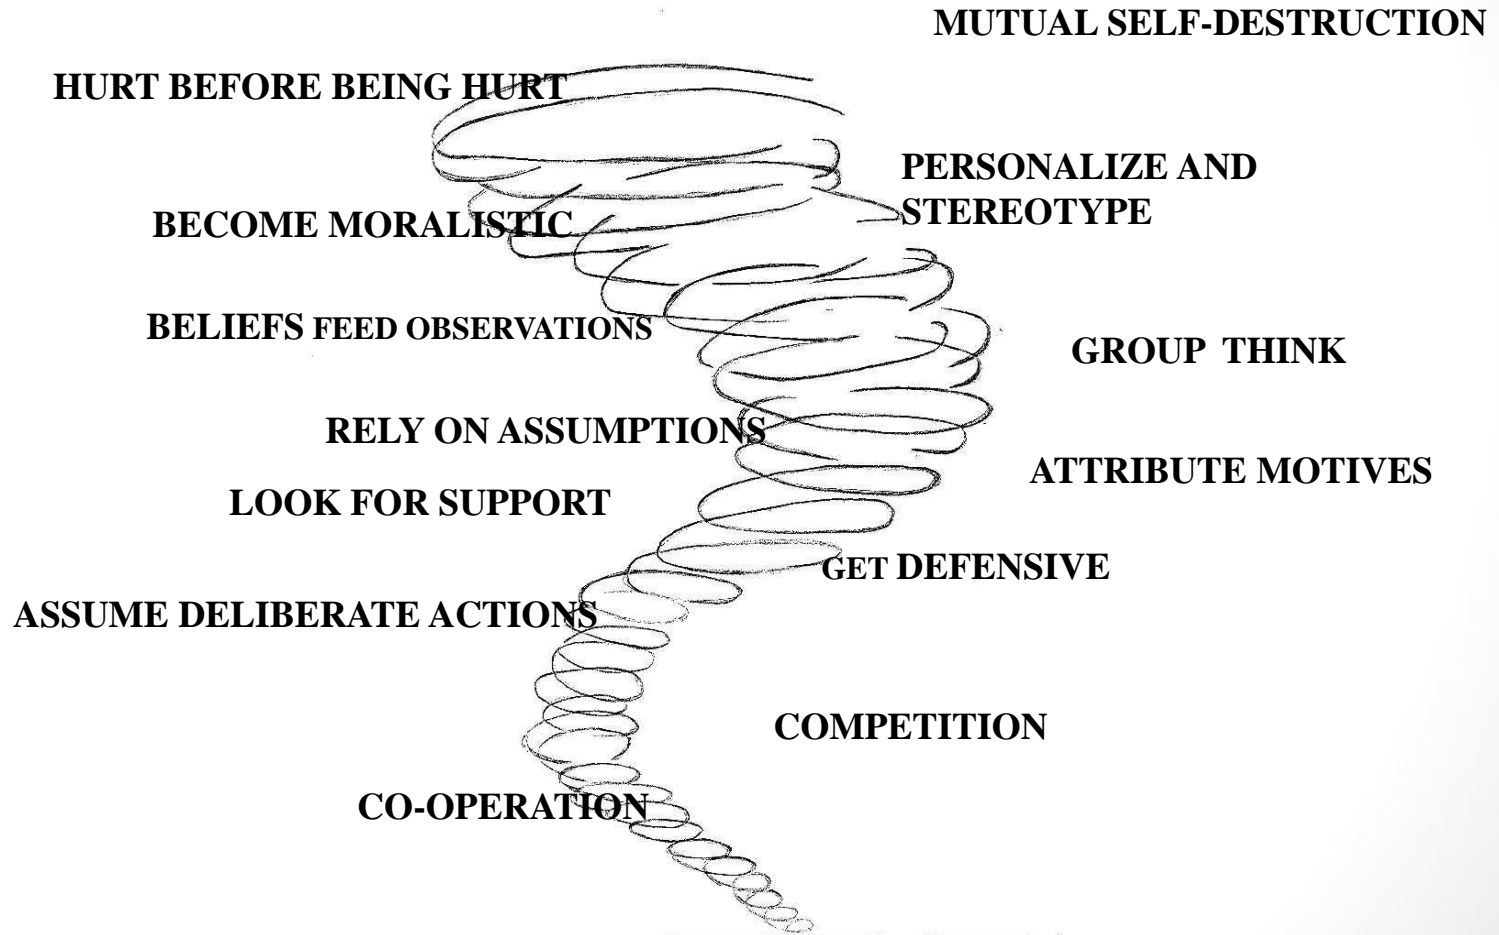 MUTUAL SELF-DESTRUCTION
HURT BEFORE BEING HURT
PERSONALIZE AND
STEREOTYPE
BECOME MORALISTIC
BELIEFS FEED OBSERVATIONS
GROUP THINK
RELY ON ASSUMPTIONS
ATTRIBUTE MOTIVES
LOOK FOR SUPPORT
GET DEFENSIVE
ASSUME DELIBERATE ACTIONS
COMPETITION
CO-OPERATION